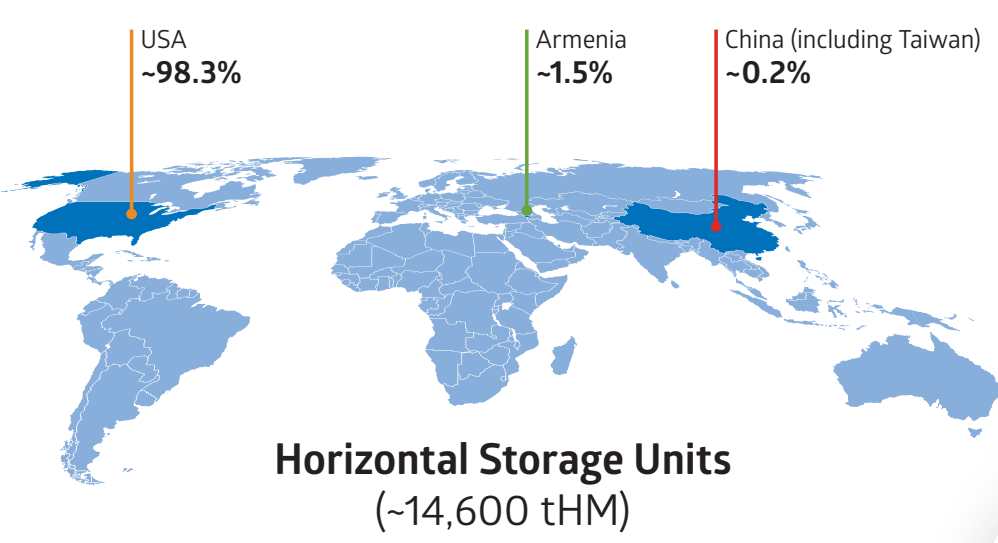 USA
~98.3%
Armenia
~1.5%
China (including Taiwan)
~0.2%
Horizontal Storage Units
(~14,600 tHM)